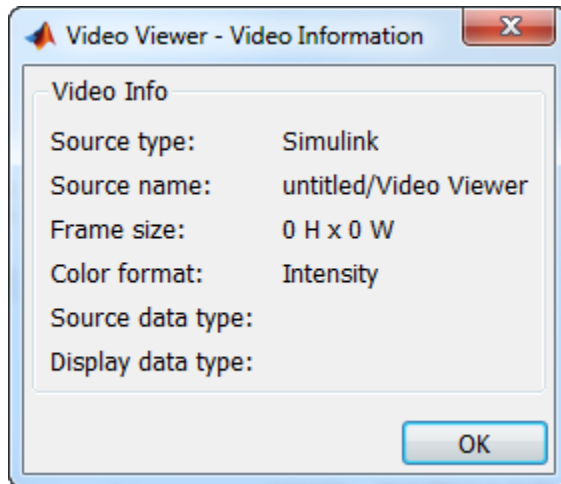 Video Viewer - Video Information
Video Info
Source type: Simulink
Source name: untitled/Video Viewer
Frame size: 0 H x 0 W
Color format: Intensity
Source data type:
Display data type:
OK